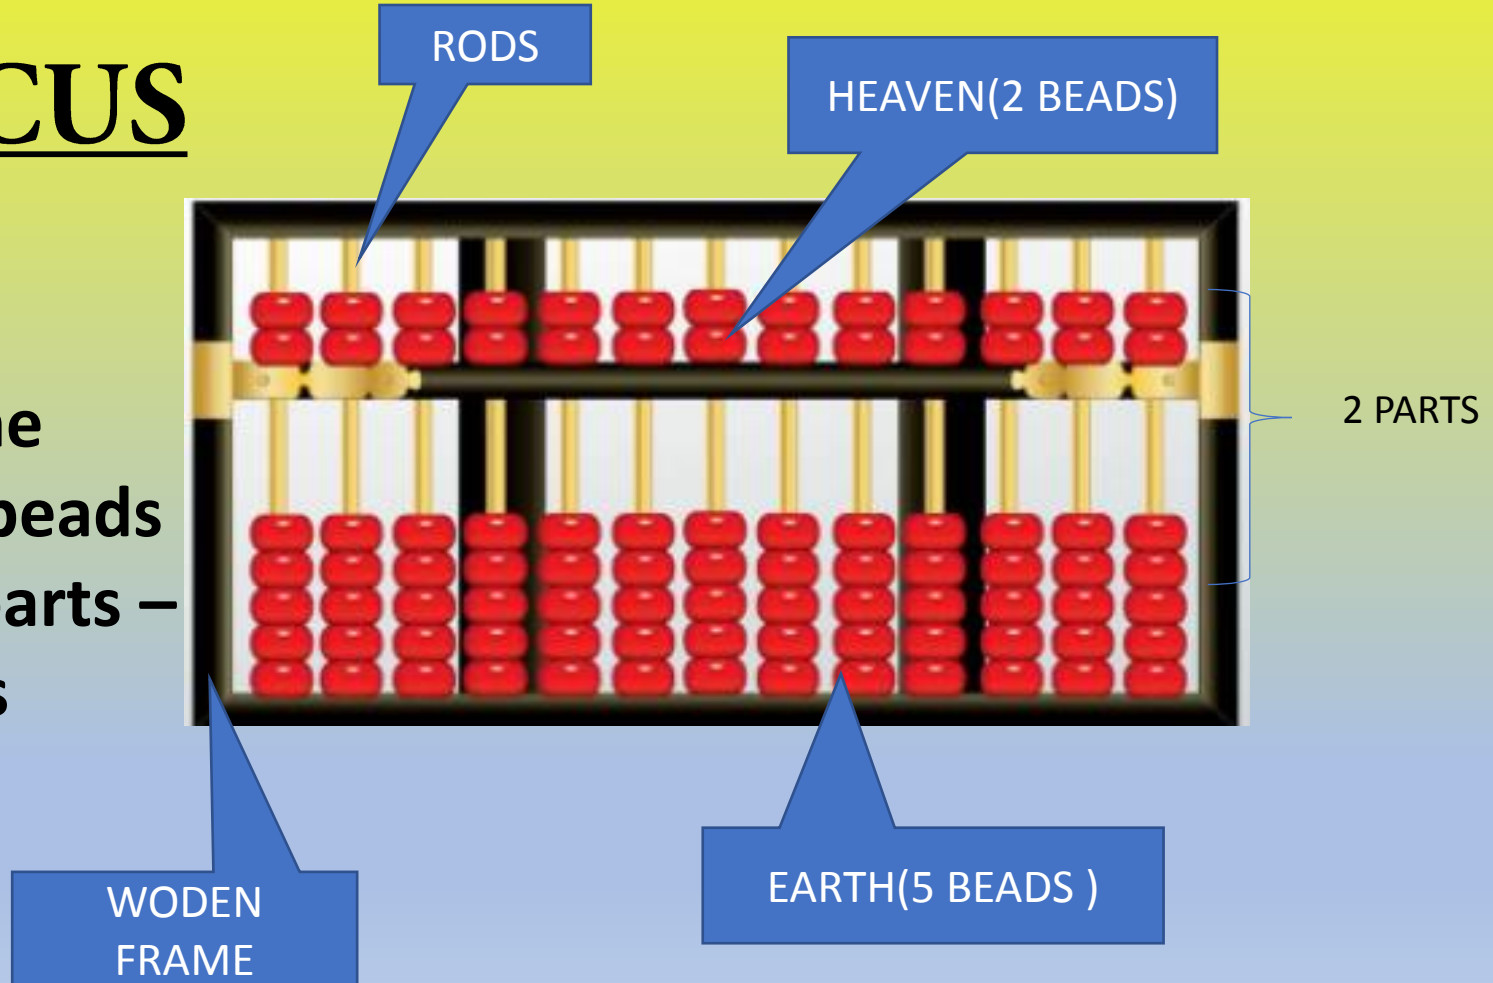 CUS
RODS
HEAVEN(2 BEADS)
2 PARTS
beads
arts –
s
EARTH(5 BEADS )
WODEN
FRAME